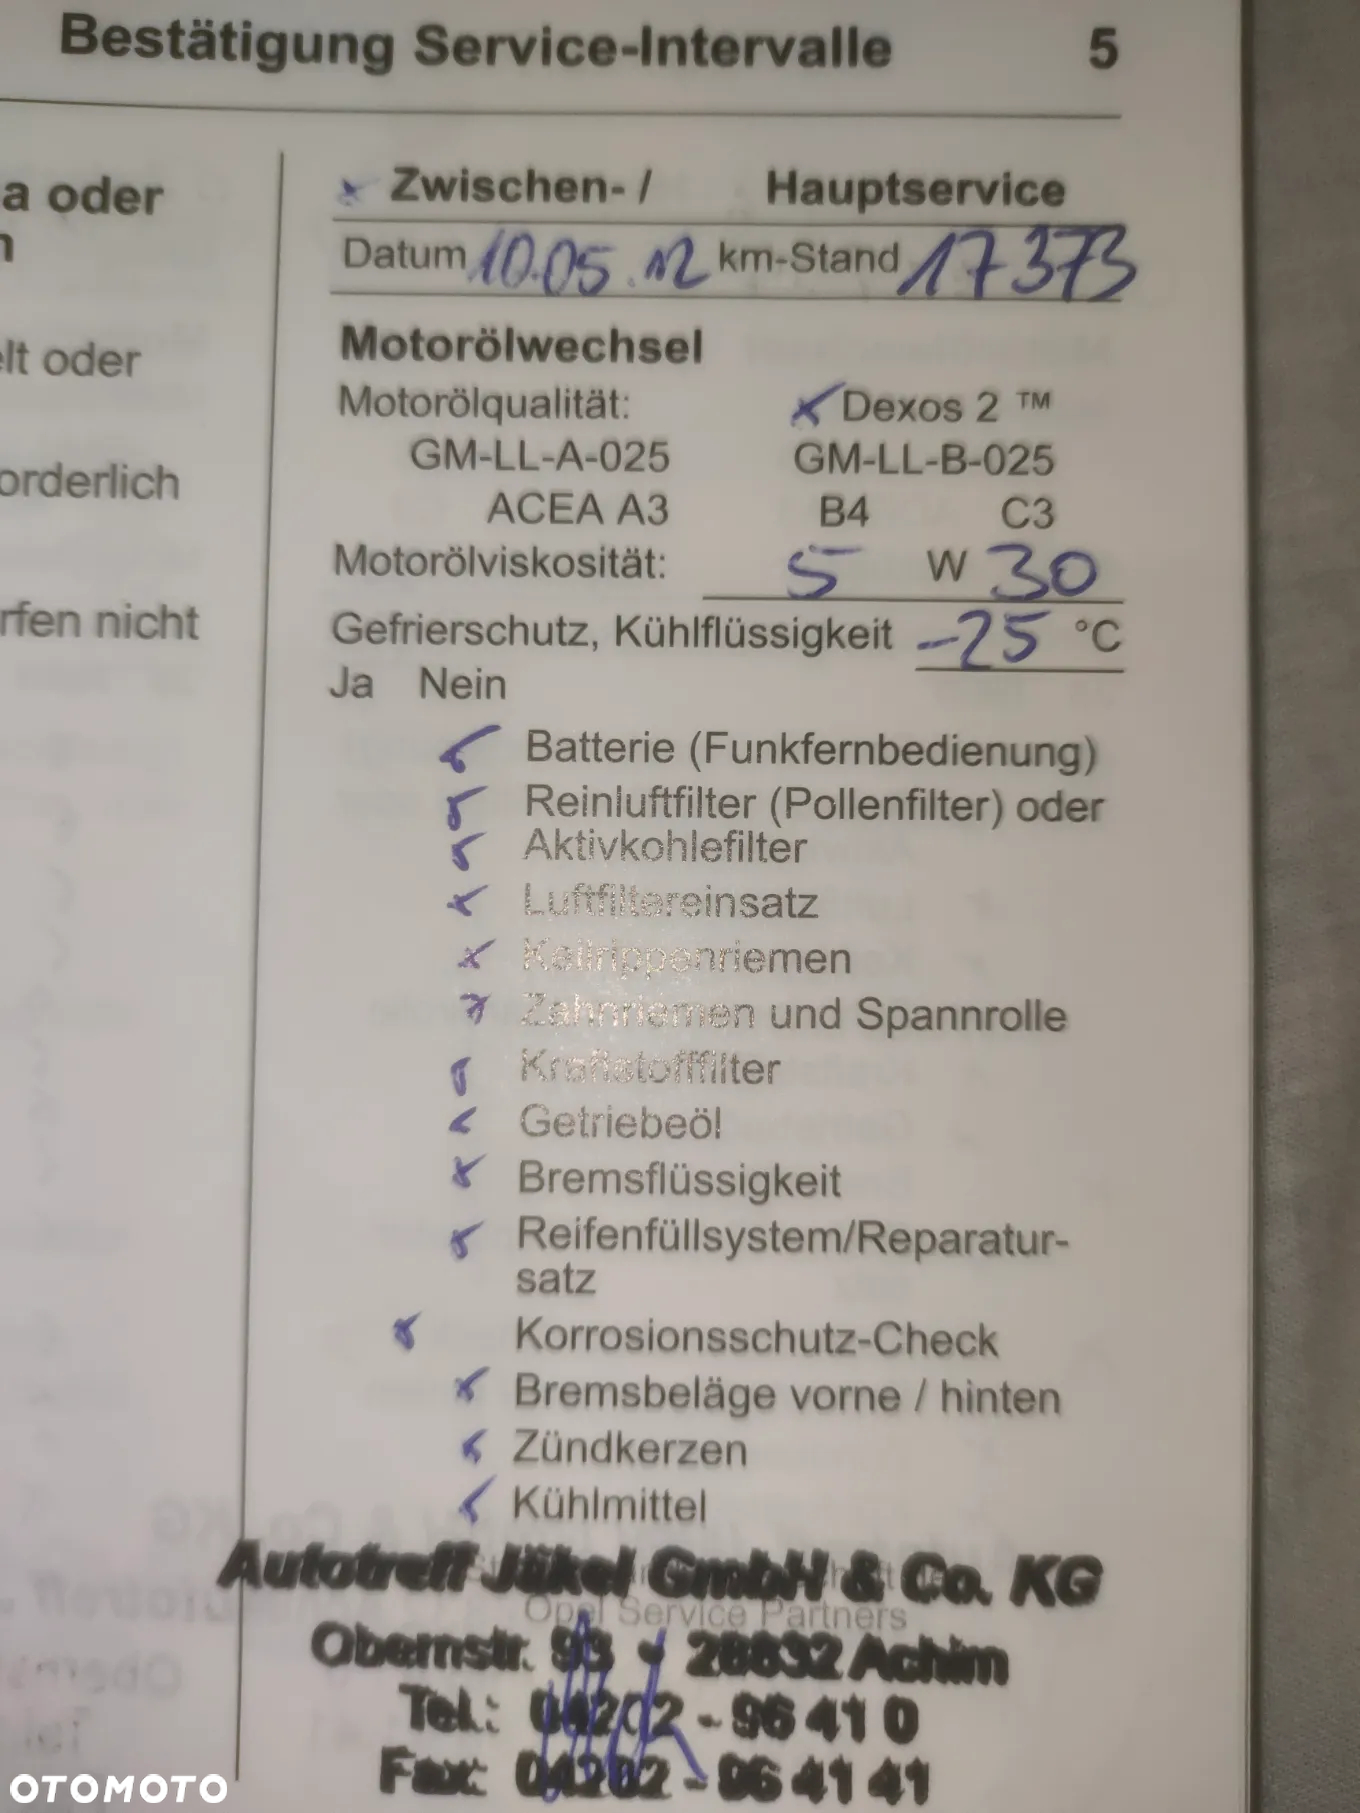 Bestätigung Service-Intervalle 5
a oder
n
elt oder
orderlich
rfen nicht
Zwischen- / Hauptservice
Datum 10.05.12 km-Stand 17373
Motorölwechsel
Motorölqualität: x Dexos 2 ™
GM-LL-A-025 GM-LL-B-025
ACEA A3 B4 C3
Motorölviskosität: 5 W 30
Gefrierschutz, Kühlflüssigkeit -25 °C
Ja Nein
Batterie (Funkfernbedienung)
Reinluftfilter (Pollenfilter) oder
Aktivkohlefilter
Luftfiltereinsatz
Keilrippenriemen
Zahnriemen und Spannrolle
Kraftstofffilter
Getriebeöl
Bremsflüssigkeit
Reifenfüllsystem/Reparatur-
satz
Korrosionsschutz-Check
Bremsbeläge vorne / hinten
Zündkerzen
Kühlmittel
Autotreff Jäkel GmbH & Co. KG
Opel Service Partners
Obernstr. 93 28832 Achim
Tel.: 04202 - 96 41 0
Fax: 04202 - 96 41 41
OTOMOTO